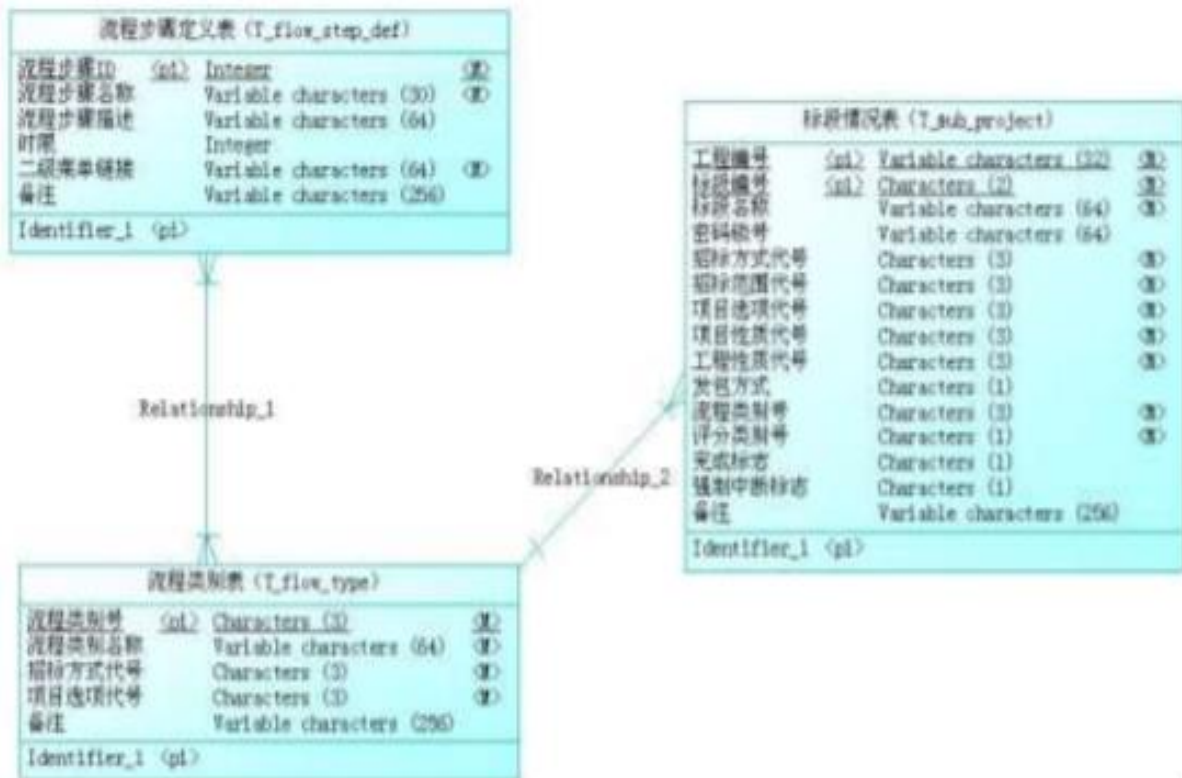 流程步骤定义表 (T_flow_step_def)
流程步骤ID <pi> Integer <M>
流程步骤名称 Variable characters (30) <M>
流程步骤描述 Variable characters (64)
时限 Integer
二级菜单链接 Variable characters (64) <M>
备注 Variable characters (256)
Identifier_1 <pi>
标段情况表 (T_sub_project)
工程编号 <pi> Variable characters (32) <M>
标段编号 <pi> Characters (2) <M>
标段名称 Variable characters (64) <M>
密码锁号 Variable characters (64)
招标方式代号 Characters (3) <M>
招标范围代号 Characters (3) <M>
项目选项代号 Characters (3) <M>
项目性质代号 Characters (3) <M>
工程性质代号 Characters (3) <M>
发包方式 Characters (1)
流程类别号 Characters (3) <M>
评分类别号 Characters (1) <M>
完成标志 Characters (1)
强制中断标志 Characters (1)
备注 Variable characters (256)
Identifier_1 <pi>
Relationship_1
Relationship_2
流程类别表 (T_flow_type)
流程类别号 <pi> Characters (3) <M>
流程类别名称 Variable characters (64) <M>
招标方式代号 Characters (3) <M>
项目选项代号 Characters (3) <M>
备注 Variable characters (256)
Identifier_1 <pi>